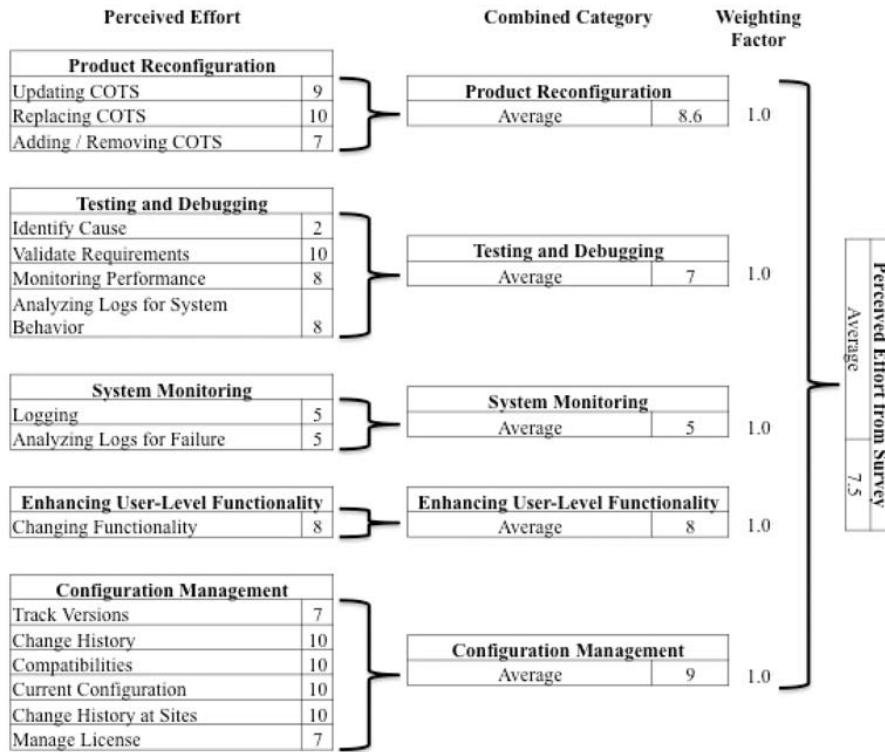 Perceived Effort Combined Category Weighting
Factor
Product Reconfiguration
Updating COTS 9
Replacing COTS 10
Adding / Removing COTS 7
Product Reconfiguration
Average 8.6 1.0
Testing and Debugging
Identify Cause 2
Validate Requirements 10
Monitoring Performance 8
Analyzing Logs for System
Behavior 8
Testing and Debugging
Average 7 1.0
System Monitoring
Logging 5
Analyzing Logs for Failure 5
System Monitoring
Average 5 1.0
Enhancing User-Level Functionality
Changing Functionality 8
Enhancing User-Level Functionality
Average 8 1.0
Configuration Management
Track Versions 7
Change History 10
Compatibilities 10
Current Configuration 10
Change History at Sites 10
Manage License 7
Configuration Management
Average 9 1.0
Perceived Effort from Survey
Average 7.5